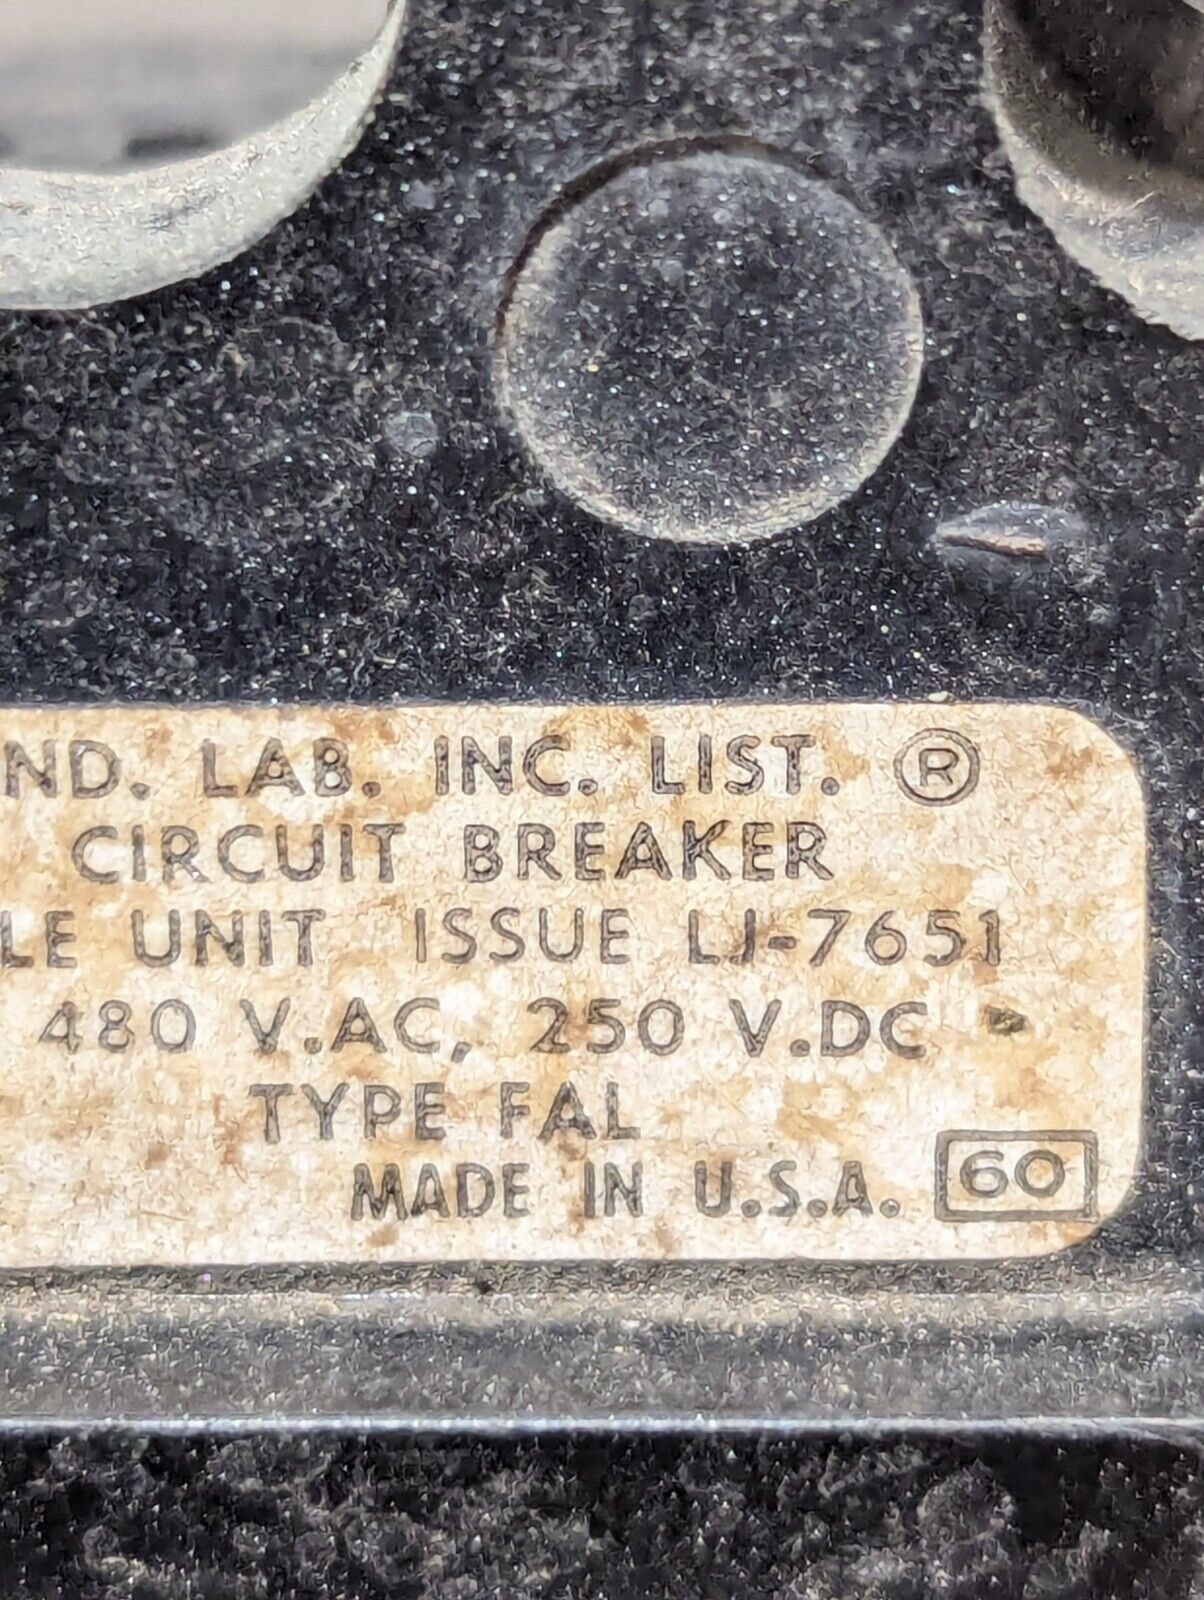 ND. LAB. INC. LIST. ®
CIRCUIT BREAKER
LE UNIT ISSUE LJ-7651
480 V.AC, 250 V.DC
TYPE FAL
MADE IN U.S.A. 60